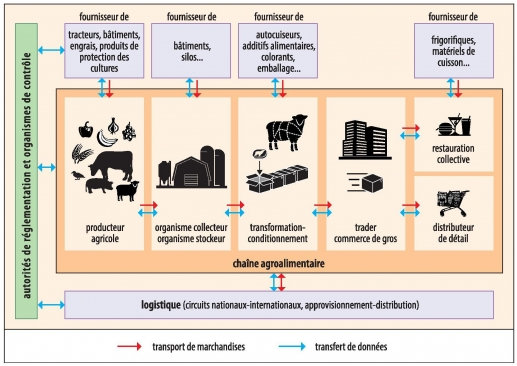 fournisseur de
tracteurs, bâtiments,
engrais, produits de
protection des
cultures
fournisseur de
bâtiments,
silos...
fournisseur de
autocuiseurs,
additifs alimentaires,
colorants,
emballage...
fournisseur de
frigorifiques,
matériels de
cuisson...
autorités de réglementation et organismes de contrôle
producteur
agricole
organisme collecteur
organisme stockeur
transformation-
conditionnement
trader
commerce de gros
restauration
collective
distributeur
de détail
chaîne agroalimentaire
logistique (circuits nationaux-internationaux, approvisionnement-distribution)
transport de marchandises
transfert de données